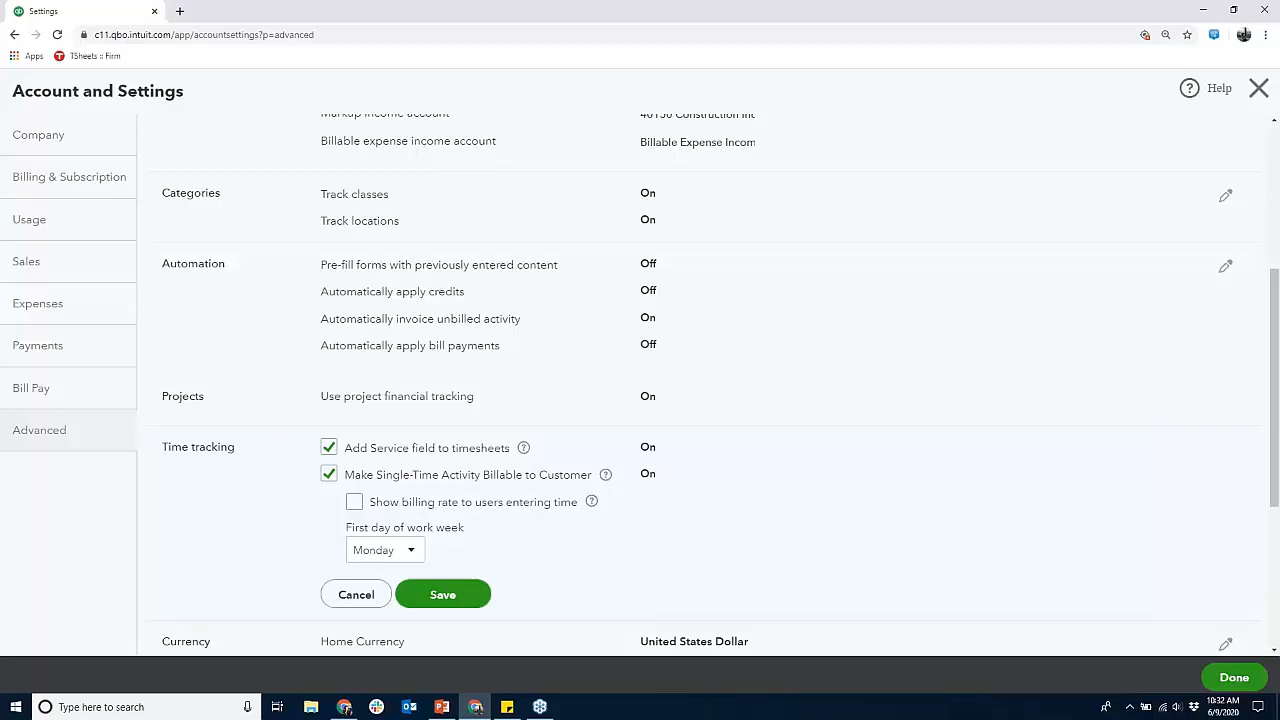 Settings
c11.qbo.intuit.com/app/accountsettings?p=advanced
Apps TSheets :: Firm
Account and Settings
? Help
Company
Billing & Subscription
Usage
Sales
Expenses
Payments
Bill Pay
Advanced
Markup income account 40150 Construction Inc
Billable expense income account Billable Expense Incom
Categories Track classes On
Track locations On
Automation Pre-fill forms with previously entered content Off
Automatically apply credits Off
Automatically invoice unbilled activity On
Automatically apply bill payments Off
Projects Use project financial tracking On
Time tracking Add Service field to timesheets ? On
Make Single-Time Activity Billable to Customer ? On
Show billing rate to users entering time ?
First day of work week
Monday
Cancel Save
Currency Home Currency United States Dollar
Done
Type here to search
10:32 AM
6/9/2020